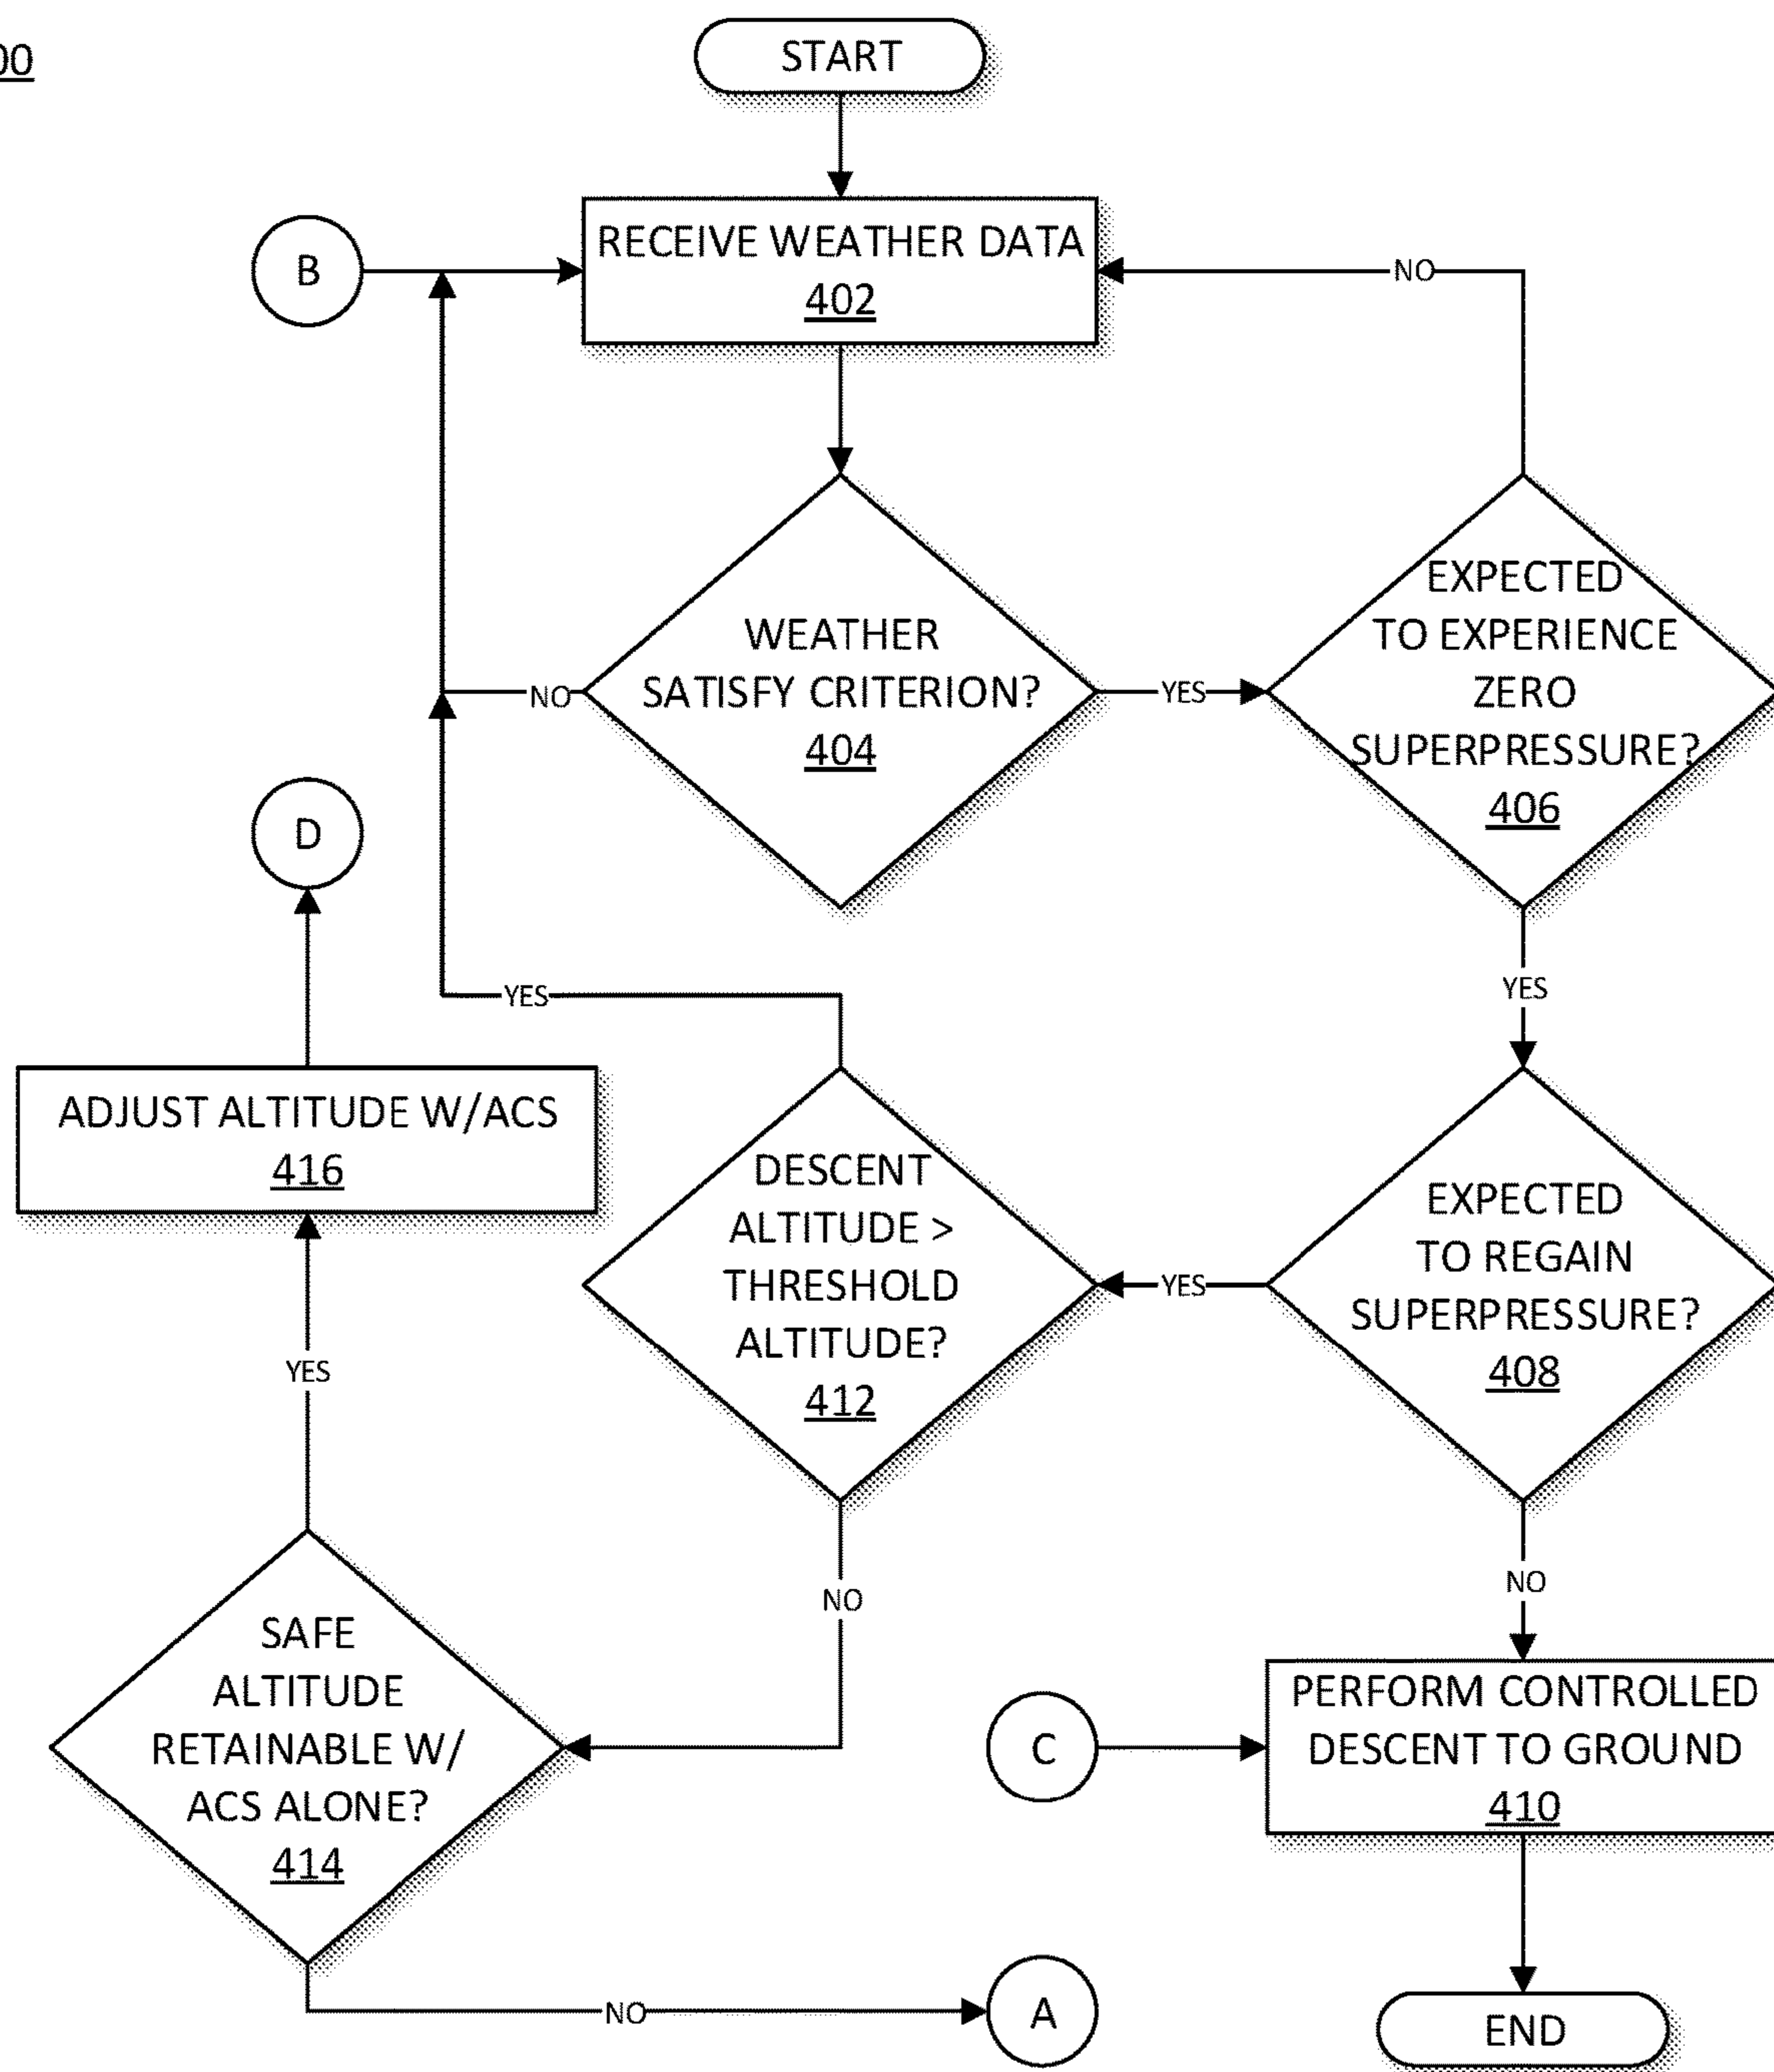 00
START
RECEIVE WEATHER DATA
402
B
NO
WEATHER
SATISFY CRITERION?
404
NO
YES
EXPECTED
TO EXPERIENCE
ZERO
SUPERPRESSURE?
406
D
YES
YES
ADJUST ALTITUDE W/ACS
416
DESCENT
ALTITUDE >
THRESHOLD
ALTITUDE?
412
YES
EXPECTED
TO REGAIN
SUPERPRESSURE?
408
YES
NO
NO
SAFE
ALTITUDE
RETAINABLE W/
ACS ALONE?
414
C
PERFORM CONTROLLED
DESCENT TO GROUND
410
NO
A
END